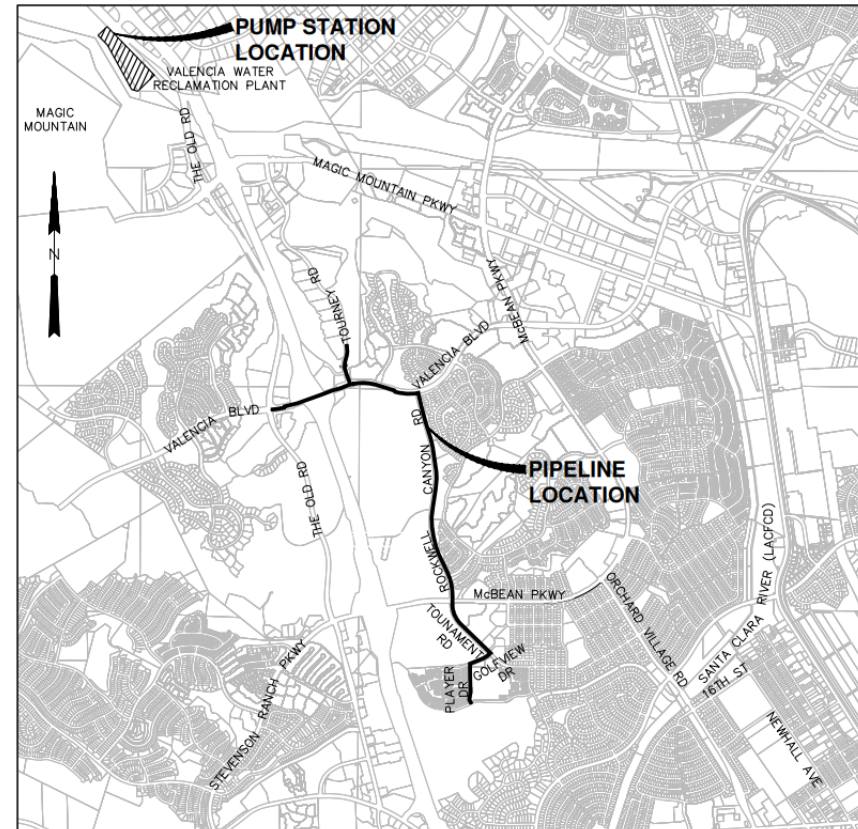 PUMP STATION
LOCATION
VALENCIA WATER
RECLAMATION PLANT
MAGIC
MOUNTAIN
THE OLD RD
MAGIC MOUNTAIN PKWY
N
TOURNEY RD
McBEAN PKWY
VALENCIA BLVD
VALENCIA BLVD
ROCKWELL CANYON RD
THE OLD RD
PIPELINE
LOCATION
McBEAN PKWY
ORCHARD VILLAGE RD
SANTA CLARA RIVER (LACFCD)
TOUNAMENT
RD
GOLFVIEW
DR
PLAYER
DR
16TH ST
STEVENSON RANCH PKWY
NEWHALL AVE